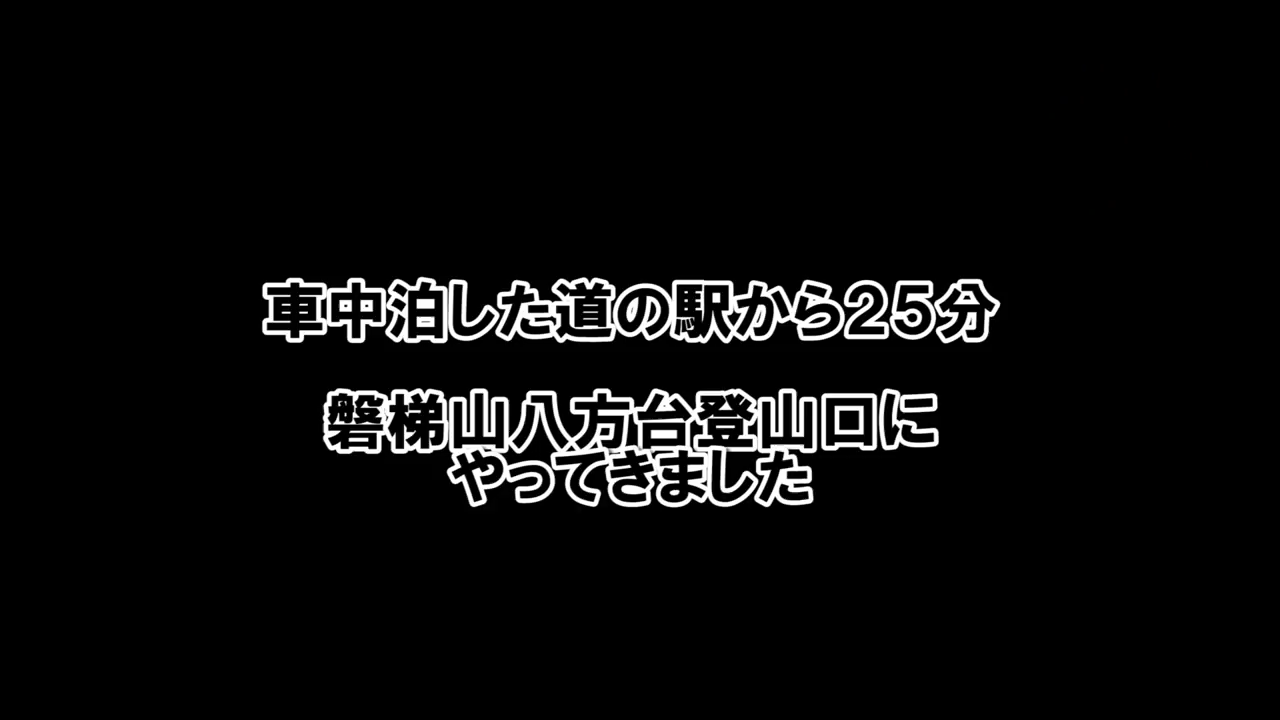 車中泊した道の駅から２５分
磐梯山八方台登山口に
やってきました